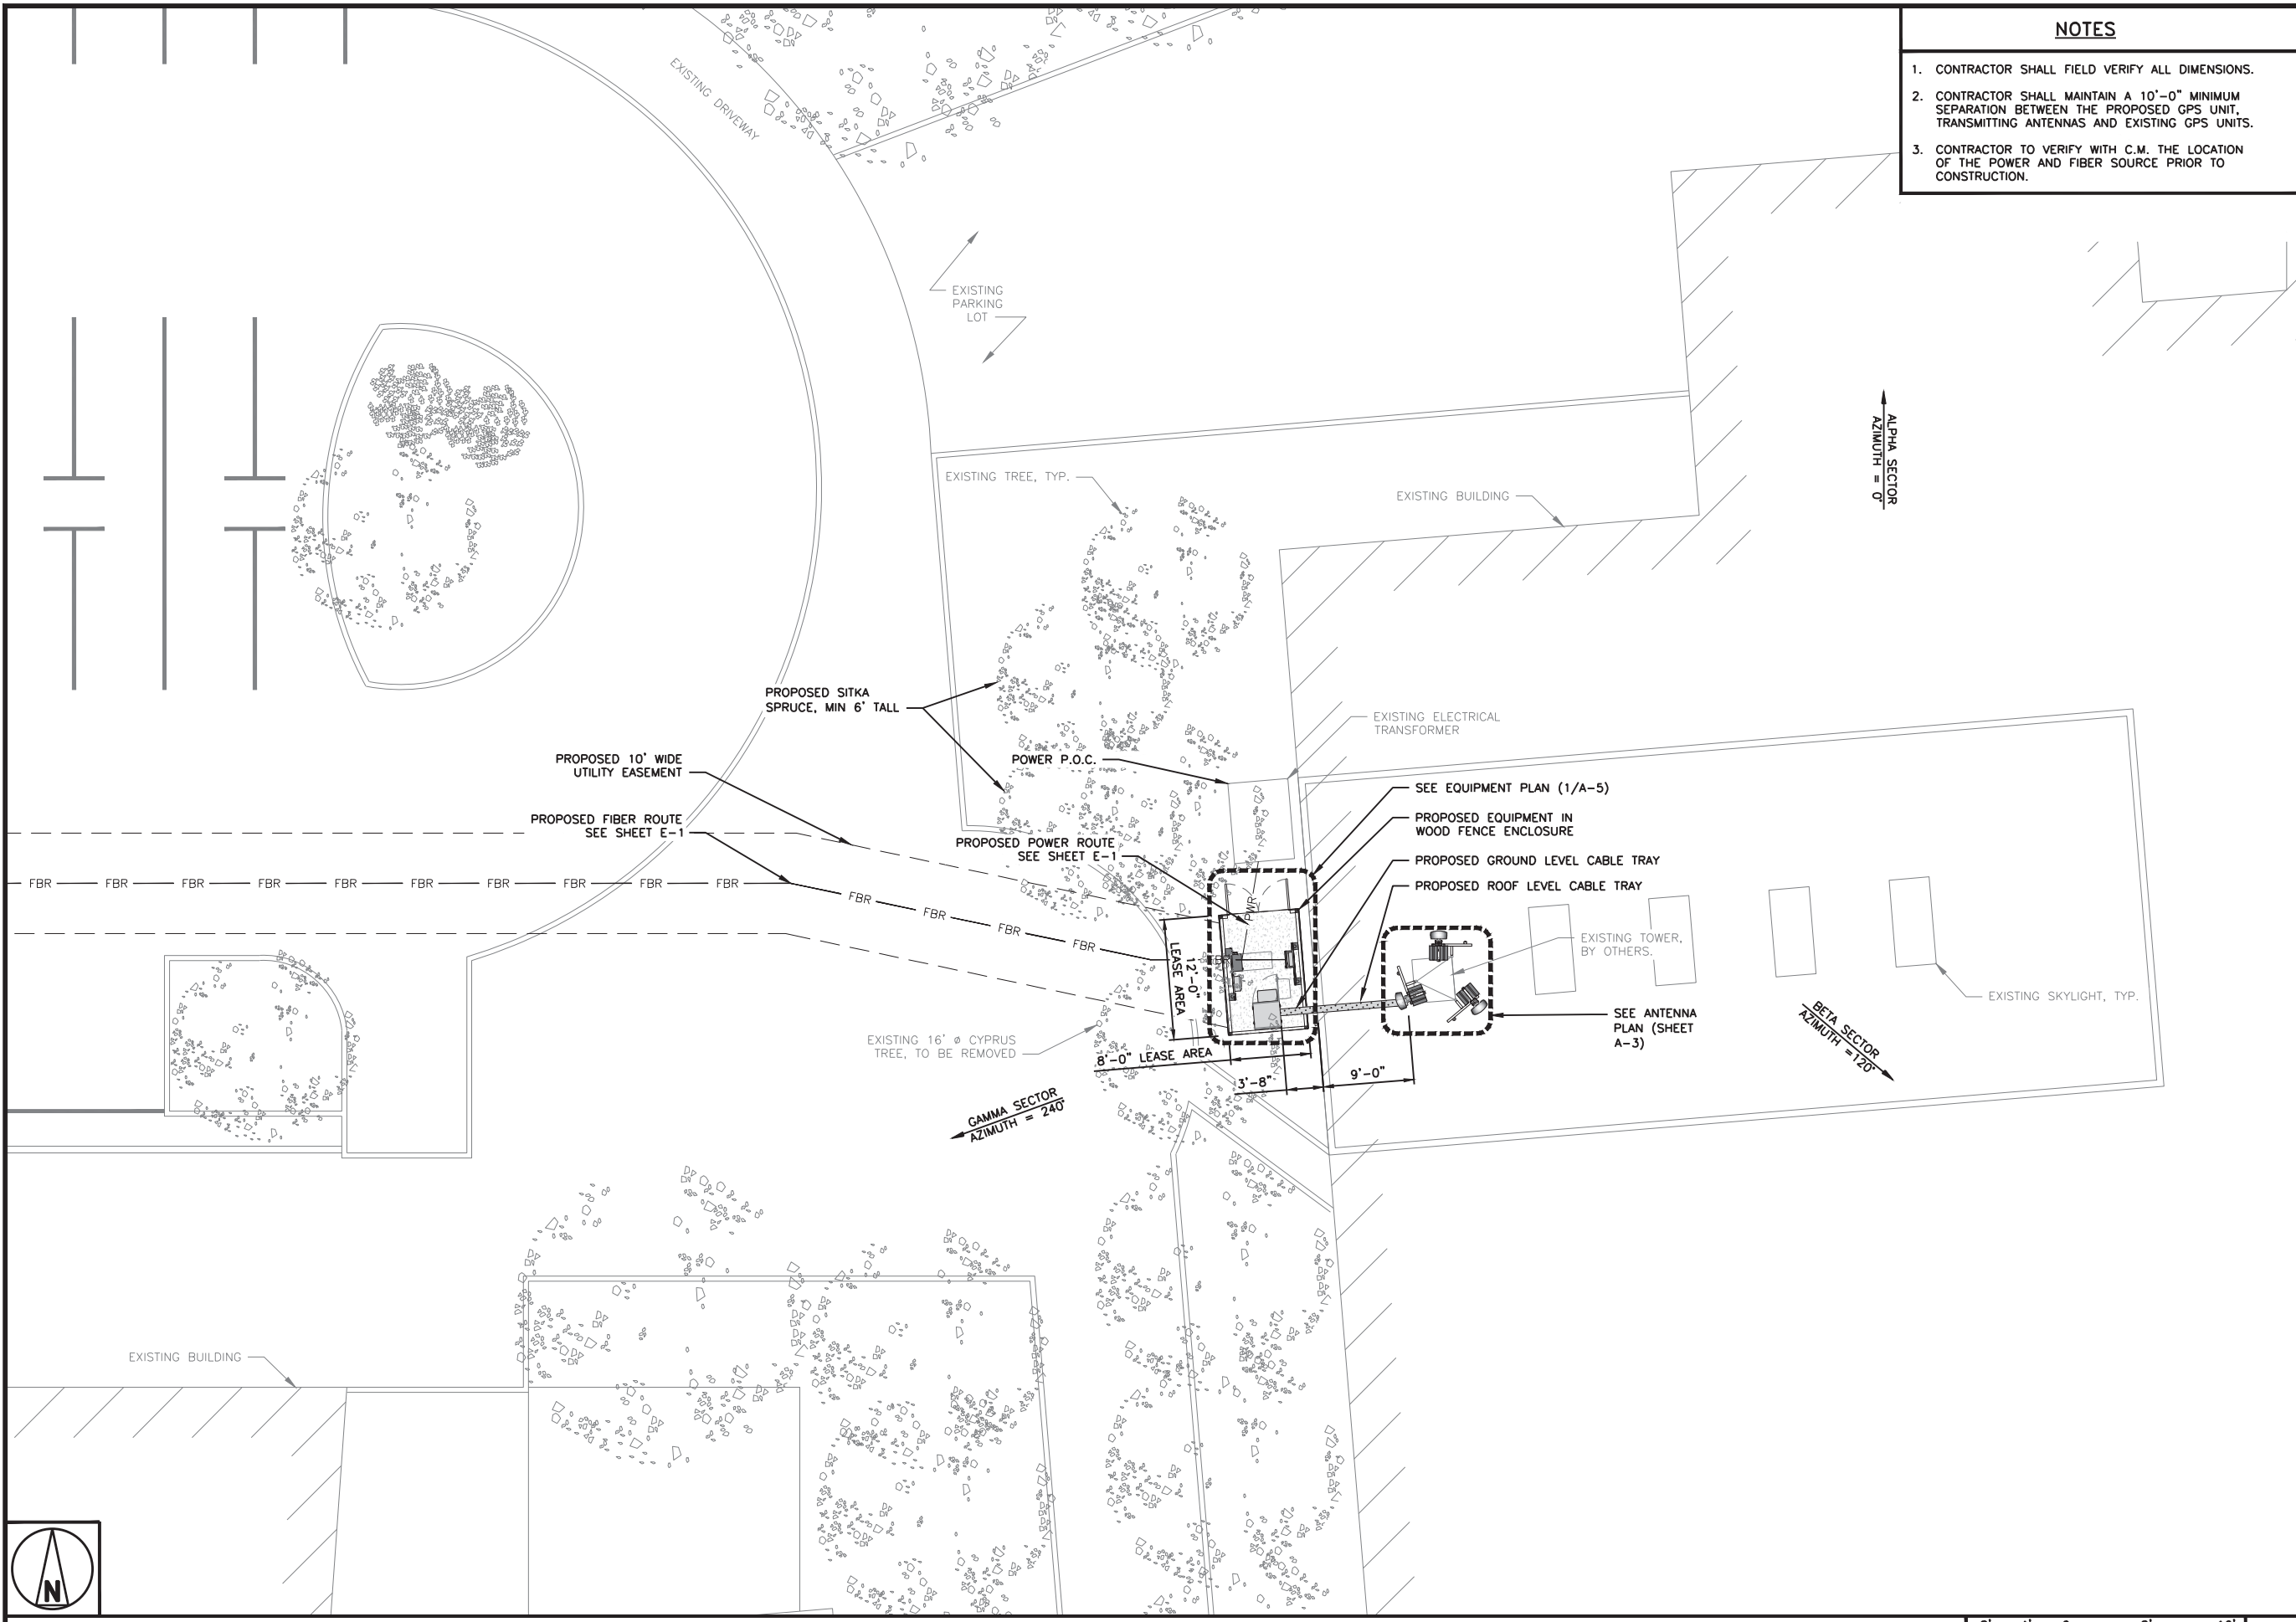 NOTES
1. CONTRACTOR SHALL FIELD VERIFY ALL DIMENSIONS.
2. CONTRACTOR SHALL MAINTAIN A 10'-0" MINIMUM
SEPARATION BETWEEN THE PROPOSED GPS UNIT,
TRANSMITTING ANTENNAS AND EXISTING GPS UNITS.
3. CONTRACTOR TO VERIFY WITH C.M. THE LOCATION
OF THE POWER AND FIBER SOURCE PRIOR TO
CONSTRUCTION.
EXISTING DRIVEWAY
EXISTING
PARKING
LOT
ALPHA SECTOR
AZIMUTH = 0°
EXISTING TREE, TYP.
EXISTING BUILDING
PROPOSED SITKA
SPRUCE, MIN 6' TALL
EXISTING ELECTRICAL
TRANSFORMER
PROPOSED 10' WIDE
UTILITY EASEMENT
POWER P.O.C.
SEE EQUIPMENT PLAN (1/A-5)
PROPOSED FIBER ROUTE
SEE SHEET E-1
PROPOSED EQUIPMENT IN
WOOD FENCE ENCLOSURE
PROPOSED POWER ROUTE
SEE SHEET E-1
PROPOSED GROUND LEVEL CABLE TRAY
PROPOSED ROOF LEVEL CABLE TRAY
FBR FBR FBR FBR FBR FBR FBR FBR FBR FBR
FBR FBR FBR FBR
PWR
12'-0"
LEASE AREA
EXISTING TOWER,
BY OTHERS.
EXISTING SKYLIGHT, TYP.
SEE ANTENNA
PLAN (SHEET
A-3)
BETA SECTOR
AZIMUTH =120°
EXISTING 16" ø CYPRUS
TREE, TO BE REMOVED
8'-0" LEASE AREA
3'-8"
9'-0"
GAMMA SECTOR
AZIMUTH = 240°
EXISTING BUILDING
N